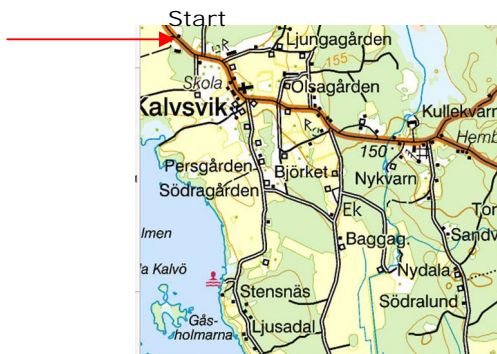 Start
Ljungagården
R
155
Skola
Olsagården
Kalvsvik
Kullekvarn
R
Hemb
150
Persgården
Björket
Nykvarn
Södragården
Ek
Tor
lmen
Baggag.
Sandv
la Kalvö
Nydala
Stensnäs
Södralund
Gås-
holmarna
Ljusadal